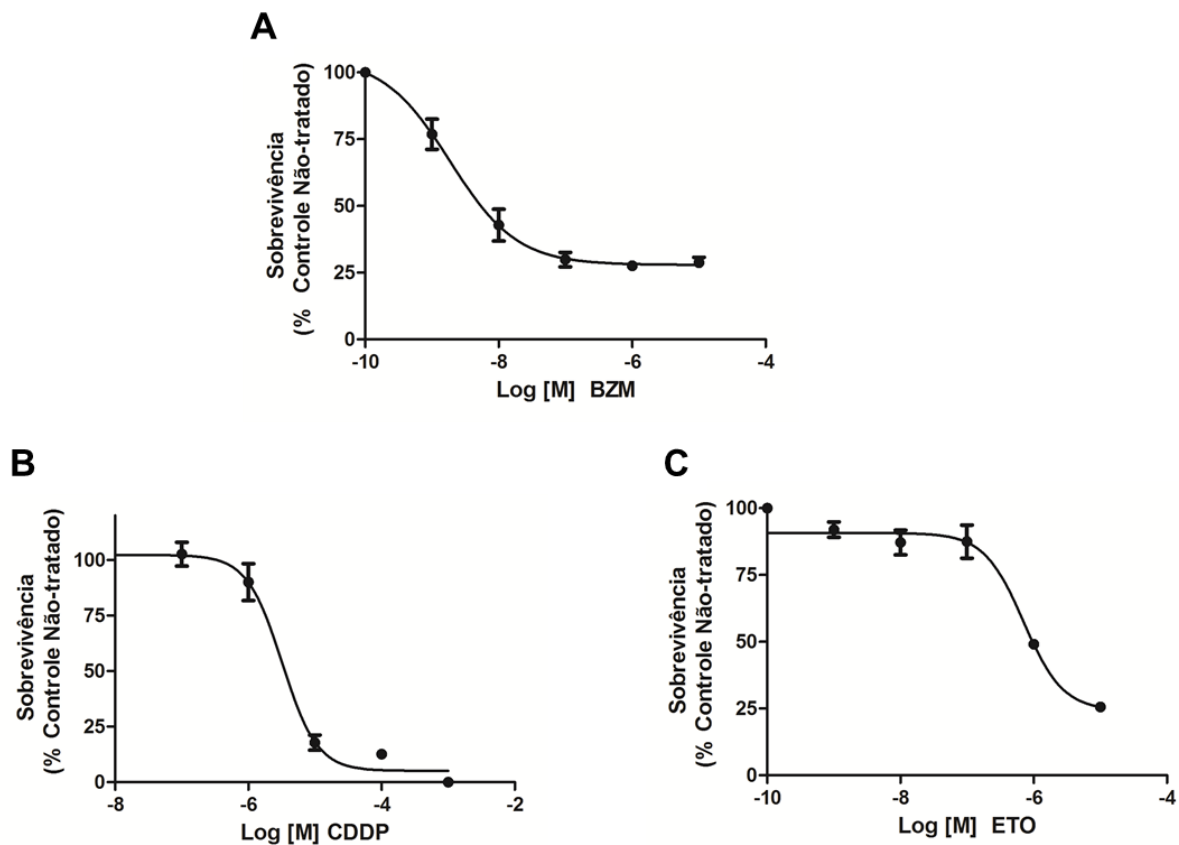 A
Sobrevivência
(% Controle Não-tratado)
100
75
50
25
0
-10
-8
-6
-4
Log [M] BZM
B
Sobrevivência
(% Controle Não-tratado)
100
75
50
25
0
-8
-6
-4
-2
Log [M] CDDP
C
Sobrevivência
(% Controle Não-tratado)
100
75
50
25
0
-10
-8
-6
-4
Log [M] ETO